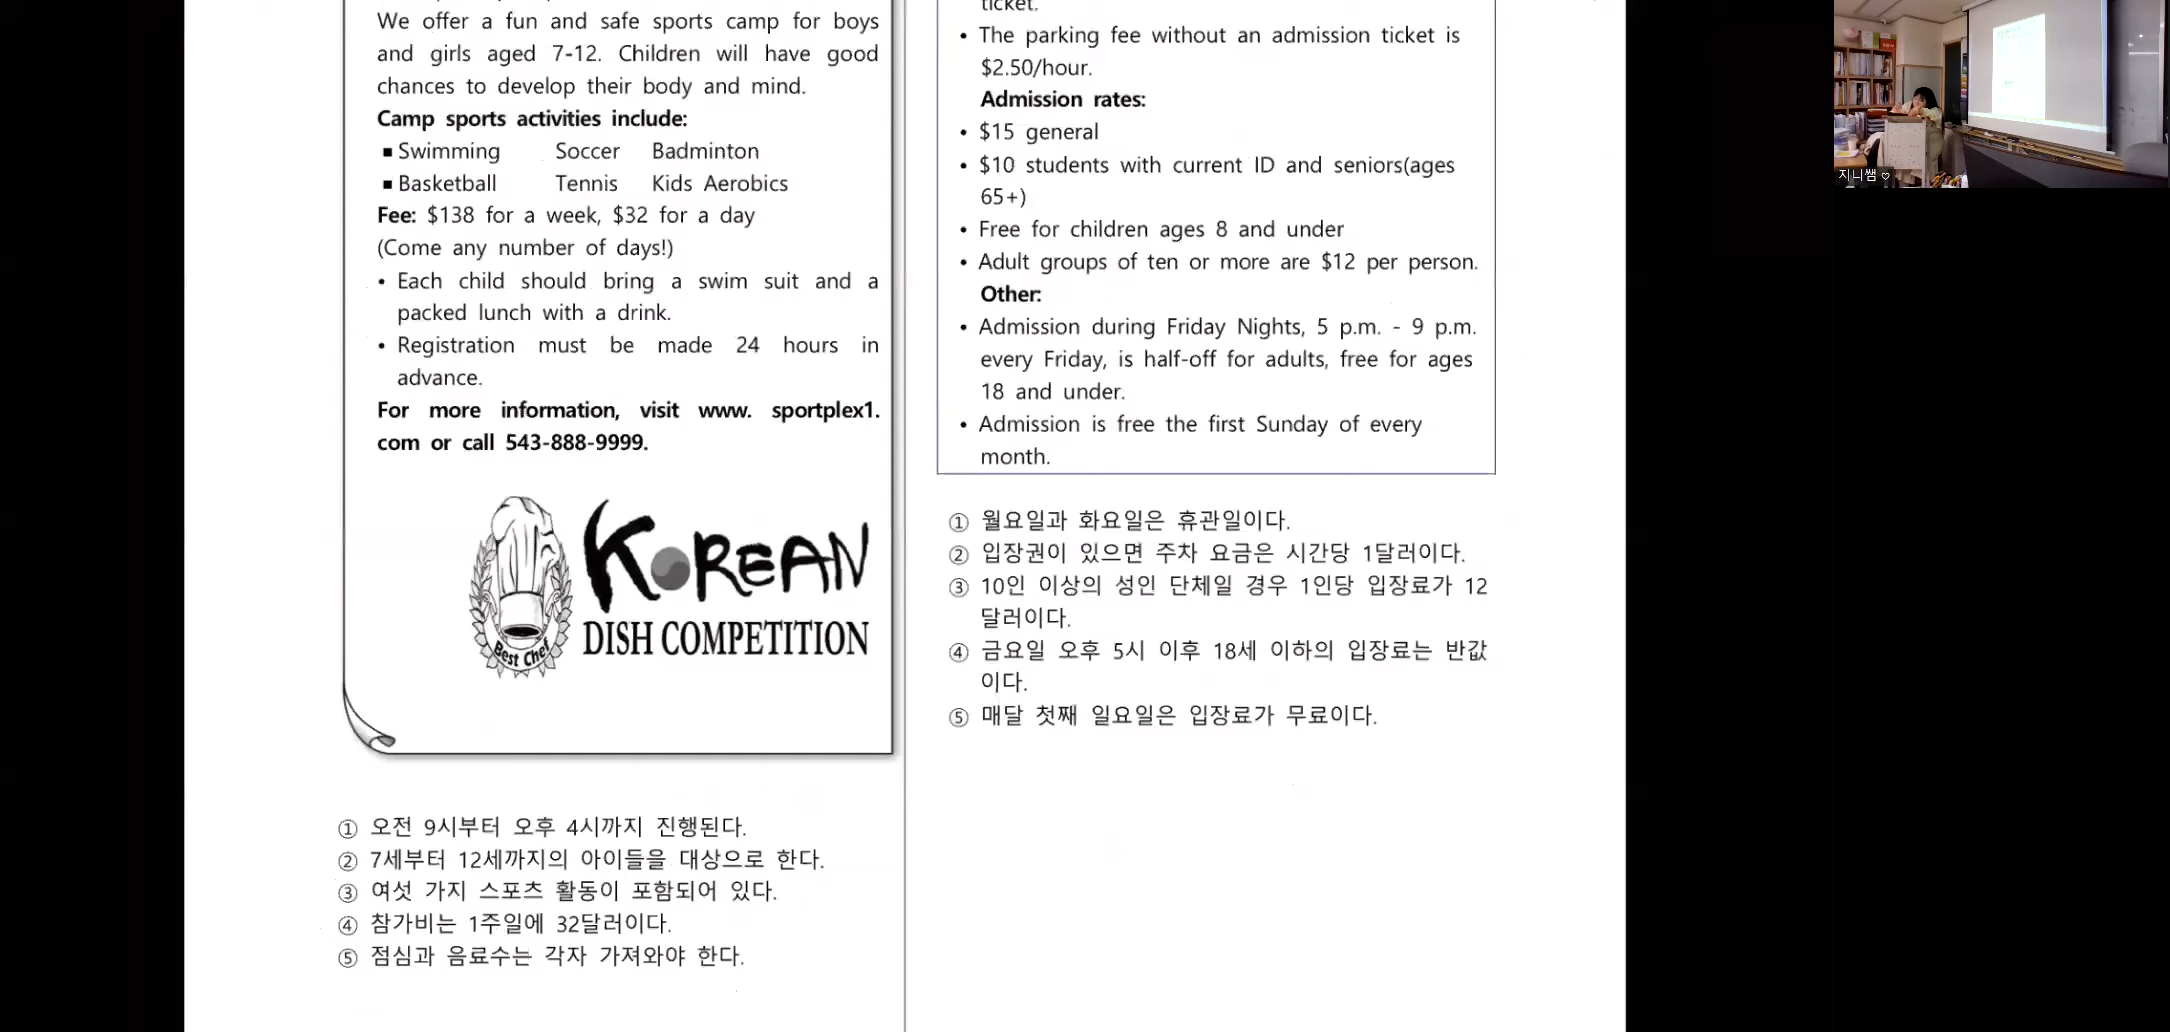 We offer a fun and safe sports camp for boys
and girls aged 7-12. Children will have good
chances to develop their body and mind.
Camp sports activities include:
▪ Swimming Soccer Badminton
▪ Basketball Tennis Kids Aerobics
Fee: $138 for a week, $32 for a day
(Come any number of days!)
• Each child should bring a swim suit and a
packed lunch with a drink.
• Registration must be made 24 hours in
advance.
For more information, visit www. sportplex1.
com or call 543-888-9999.
Best Chef
KOREAN
DISH COMPETITION
① 오전 9시부터 오후 4시까지 진행된다.
② 7세부터 12세까지의 아이들을 대상으로 한다.
③ 여섯 가지 스포츠 활동이 포함되어 있다.
④ 참가비는 1주일에 32달러이다.
⑤ 점심과 음료수는 각자 가져와야 한다.
ticket.
• The parking fee without an admission ticket is
$2.50/hour.
Admission rates:
• $15 general
• $10 students with current ID and seniors(ages
65+)
• Free for children ages 8 and under
• Adult groups of ten or more are $12 per person.
Other:
• Admission during Friday Nights, 5 p.m. - 9 p.m.
every Friday, is half-off for adults, free for ages
18 and under.
• Admission is free the first Sunday of every
month.
① 월요일과 화요일은 휴관일이다.
② 입장권이 있으면 주차 요금은 시간당 1달러이다.
③ 10인 이상의 성인 단체일 경우 1인당 입장료가 12
달러이다.
④ 금요일 오후 5시 이후 18세 이하의 입장료는 반값
이다.
⑤ 매달 첫째 일요일은 입장료가 무료이다.
지니쌤 ♡